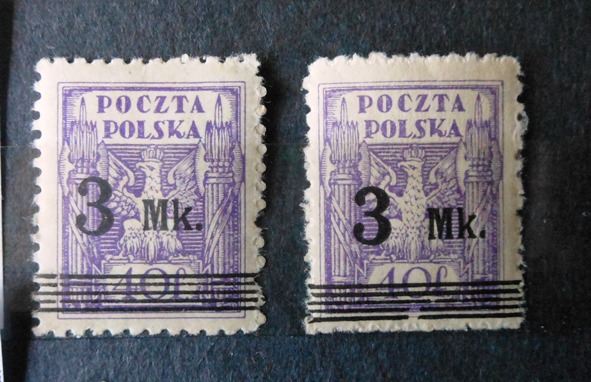 POCZTA
POLSKA
3 Mk.
40f.
POCZTA
POLSKA
3 Mk.
40f.